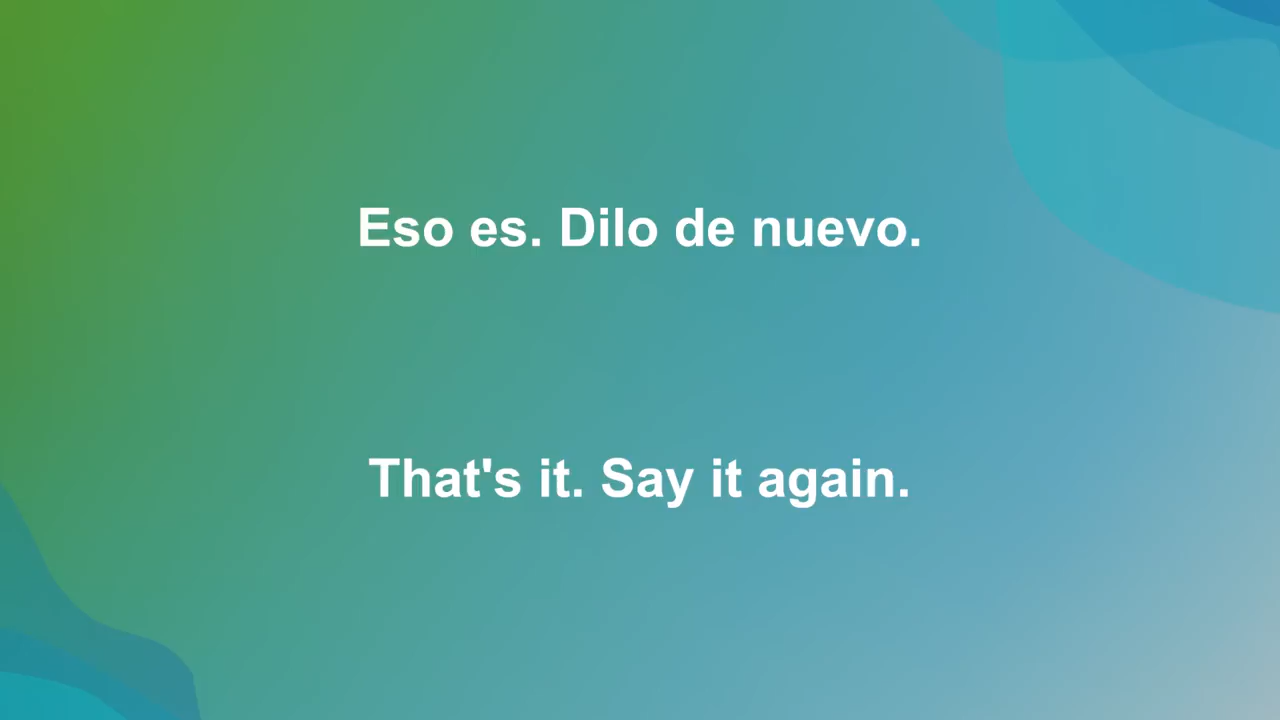 Eso es. Dilo de nuevo.
That's it. Say it again.